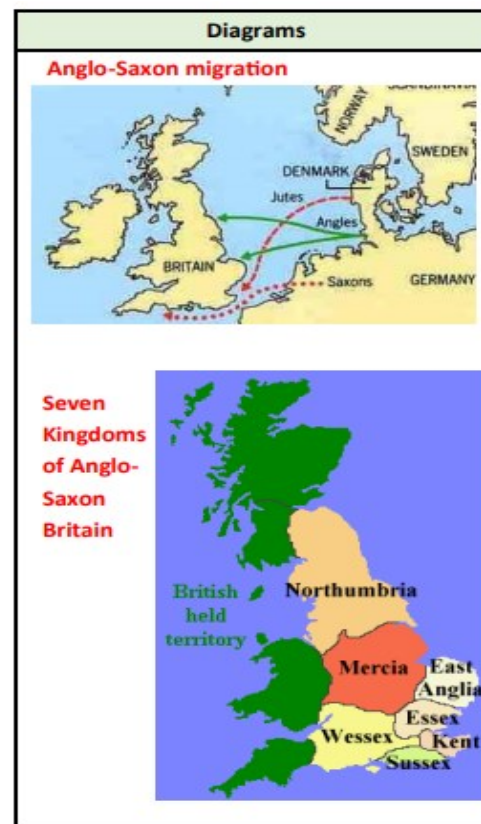 Diagrams
Anglo-Saxon migration
SCANDINAVIA
NORWAY
SWEDEN
DENMARK
Jutes
Angles
BRITAIN
GERMANY
Saxons
Seven
Kingdoms
of Anglo-
Saxon
Britain
British
held
territory
Northumbria
Mercia
East
Anglia
Essex
Wessex
Kent
Sussex